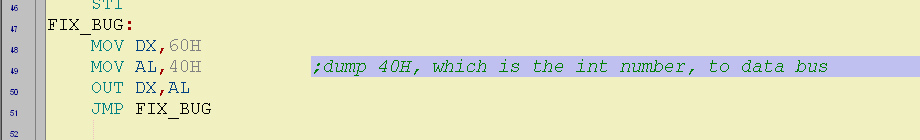 46 STI
47 FIX_BUG:
48 MOV DX,60H
49 MOV AL,40H ;dump 40H, which is the int number, to data bus
50 OUT DX,AL
51 JMP FIX_BUG
52